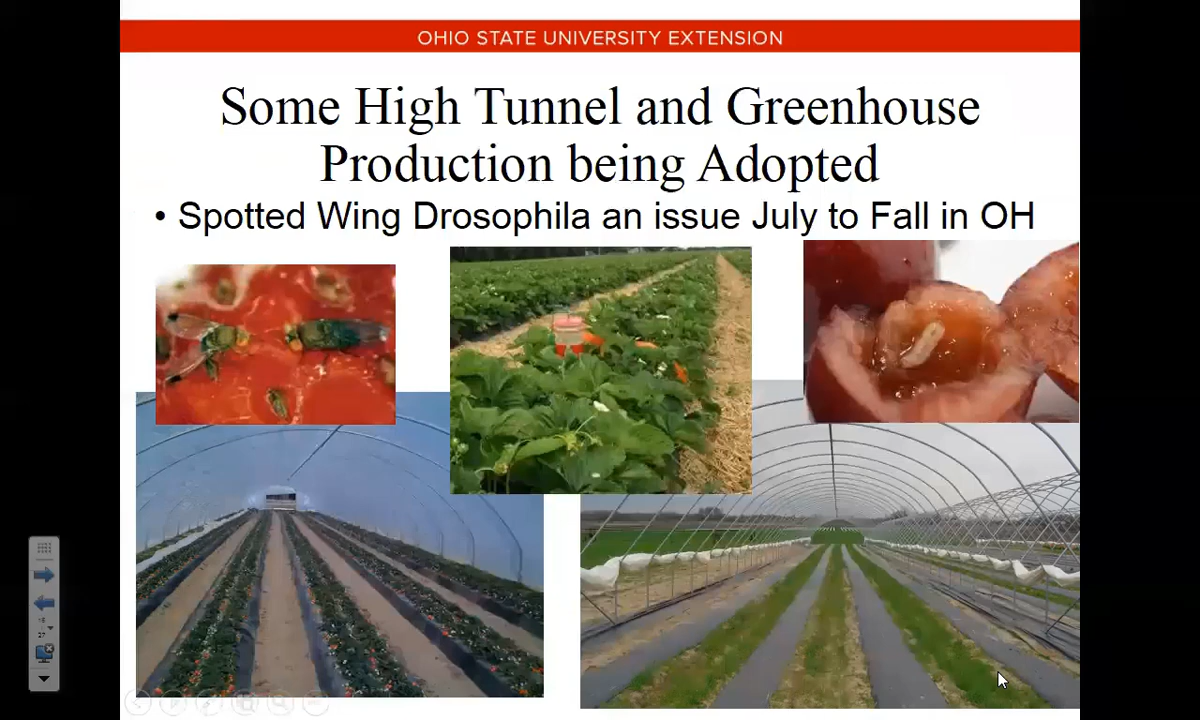 OHIO STATE UNIVERSITY EXTENSION
Some High Tunnel and Greenhouse
Production being Adopted
• Spotted Wing Drosophila an issue July to Fall in OH
27